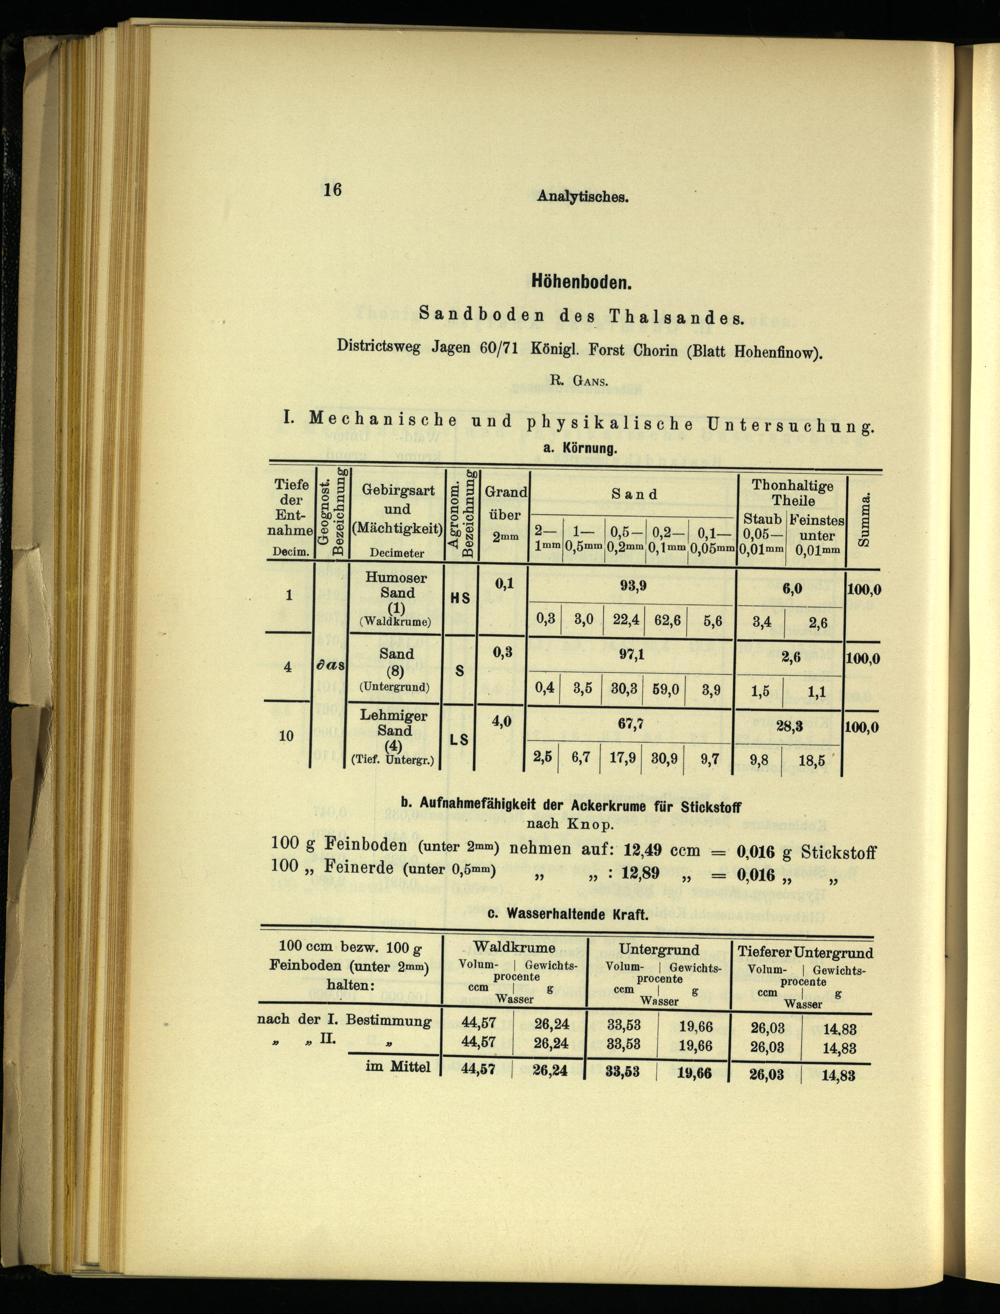 16
Analytisches.
Höhenboden.
Sandboden des Thalsandes.
Districtsweg Jagen 60/71 Königl. Forst Chorin (Blatt Hohenfinow).
R. Gans.
I. Mechanische und physikalische Untersuchung.
a. Körnung.
Tiefe der Ent-nahme Decim. | Geognost. Bezeichnung | Gebirgsart und (Mächtigkeit) Decimeter | Agronom. Bezeichnung | Grand über 2mm | Sand | Thonhaltige Theile | Summa.
2—1mm | 1—0,5mm | 0,5—0,2mm | 0,2—0,1mm | 0,1—0,05mm | Staub 0,05—0,01mm | Feinstes unter 0,01mm
1 | Humoser Sand (1) (Waldkrume) | HS | 0,1 | 93,9 | 6,0 | 100,0
0,3 | 3,0 | 22,4 | 62,6 | 5,6 | 3,4 | 2,6
4 | ∂as | Sand (8) (Untergrund) | S | 0,3 | 97,1 | 2,6 | 100,0
0,4 | 3,5 | 30,3 | 59,0 | 3,9 | 1,5 | 1,1
10 | Lehmiger Sand (4) (Tief. Untergr.) | LS | 4,0 | 67,7 | 28,3 | 100,0
2,5 | 6,7 | 17,9 | 30,9 | 9,7 | 9,8 | 18,5
b. Aufnahmefähigkeit der Ackerkrume für Stickstoff
nach Knop.
100 g Feinboden (unter 2mm) nehmen auf: 12,49 ccm = 0,016 g Stickstoff
100 „ Feinerde (unter 0,5mm) „ „ : 12,89 „ = 0,016 „ „
c. Wasserhaltende Kraft.
100 ccm bezw. 100 g Feinboden (unter 2mm) halten: | Waldkrume | Untergrund | Tieferer Untergrund
Volum- | Gewichts- | Volum- | Gewichts- | Volum- | Gewichts-
procente | procente | procente
ccm | g | ccm | g | ccm | g
Wasser | Wasser | Wasser
nach der I. Bestimmung | 44,57 | 26,24 | 33,53 | 19,66 | 26,03 | 14,83
„ „ II. „ | 44,57 | 26,24 | 33,53 | 19,66 | 26,03 | 14,83
im Mittel | 44,57 | 26,24 | 33,53 | 19,66 | 26,03 | 14,83